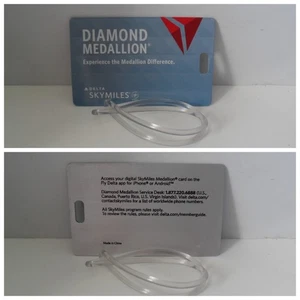 DIAMOND
MEDALLION®
Experience the Medallion Difference.
DELTA
SKYMILES
Access your digital SkyMiles Medallion® card on the
Fly Delta app for iPhone® or Android™
Diamond Medallion Service Desk: 1.877.220.6888 (U.S.,
Canada, Puerto Rico, U.S. Virgin Islands). Visit delta.com/
contactskymiles for a list of worldwide phone numbers.
All SkyMiles program rules apply.
To review the rules, please visit delta.com/memberguide.
Made in China